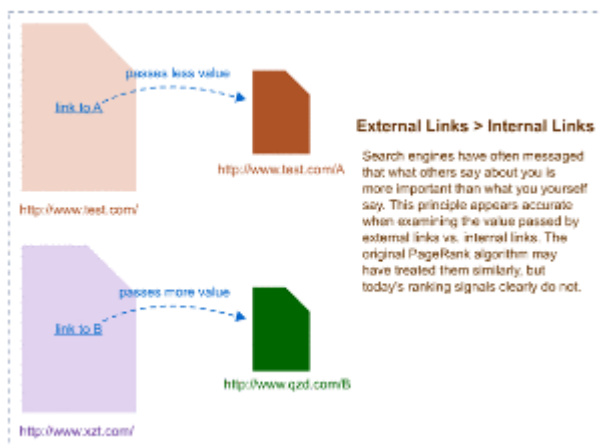 passes less value
link to A
http://www.test.com/A
http://www.test.com/
External Links > Internal Links
Search engines have often messaged
that what others say about you is
more important than what you yourself
say. This principle appears accurate
when examining the value passed by
external links vs. internal links. The
original PageRank algorithm may
have treated them similarly, but
today's ranking signals clearly do not.
passes more value
link to B
http://www.qzd.com/B
http://www.xzt.com/